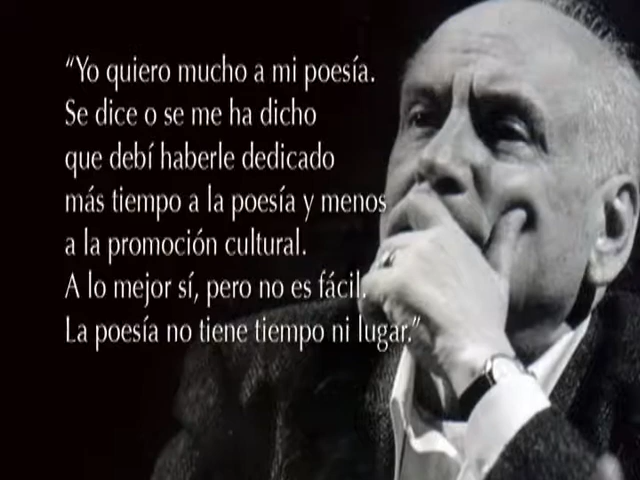 “Yo quiero mucho a mi poesía.
Se dice o se me ha dicho
que debí haberle dedicado
más tiempo a la poesía y menos
a la promoción cultural.
A lo mejor sí, pero no es fácil.
La poesía no tiene tiempo ni lugar.”